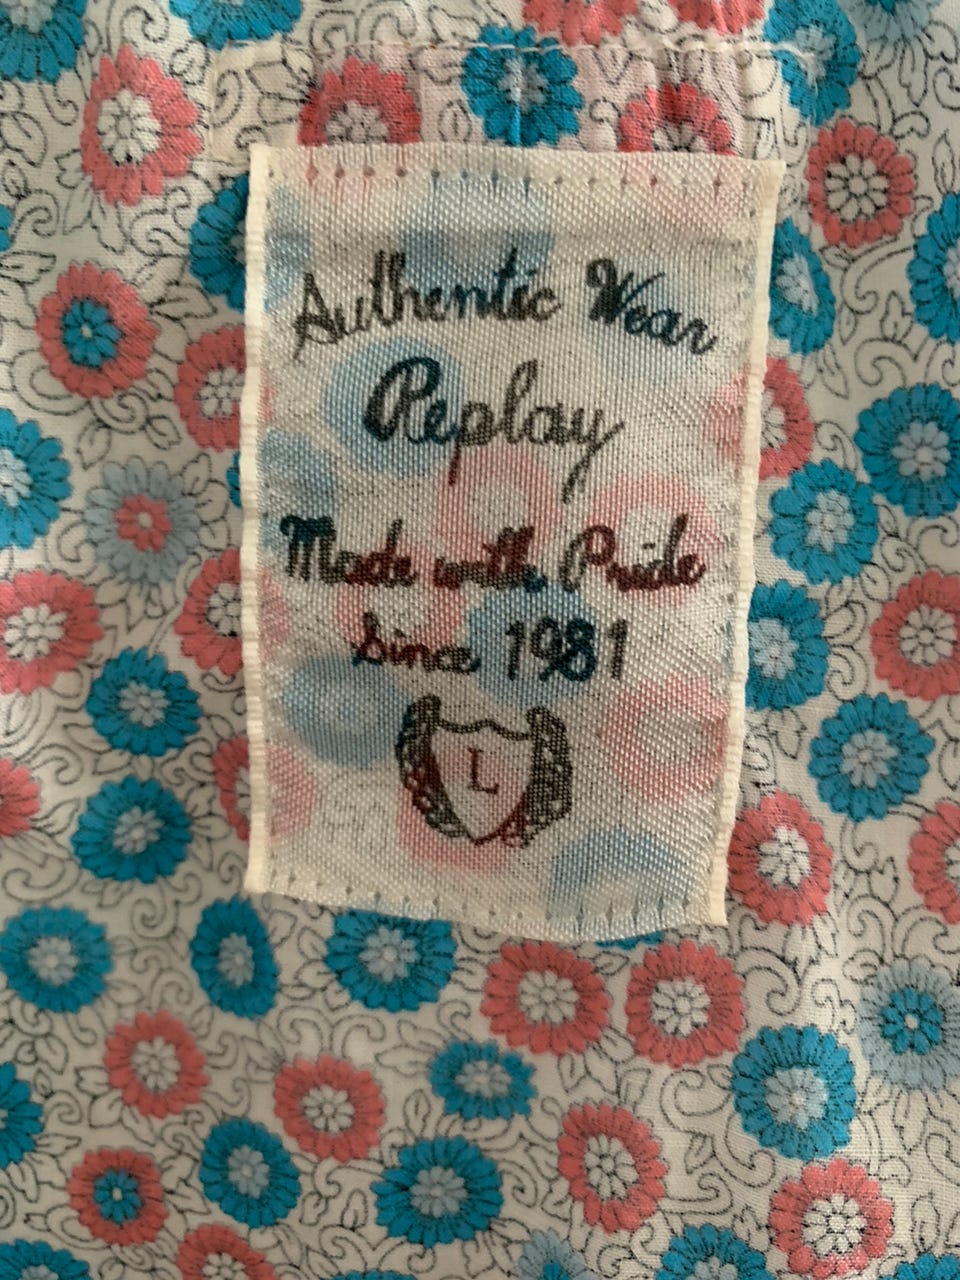 Authentic Wear
Replay
Made with Pride
Since 1981
L